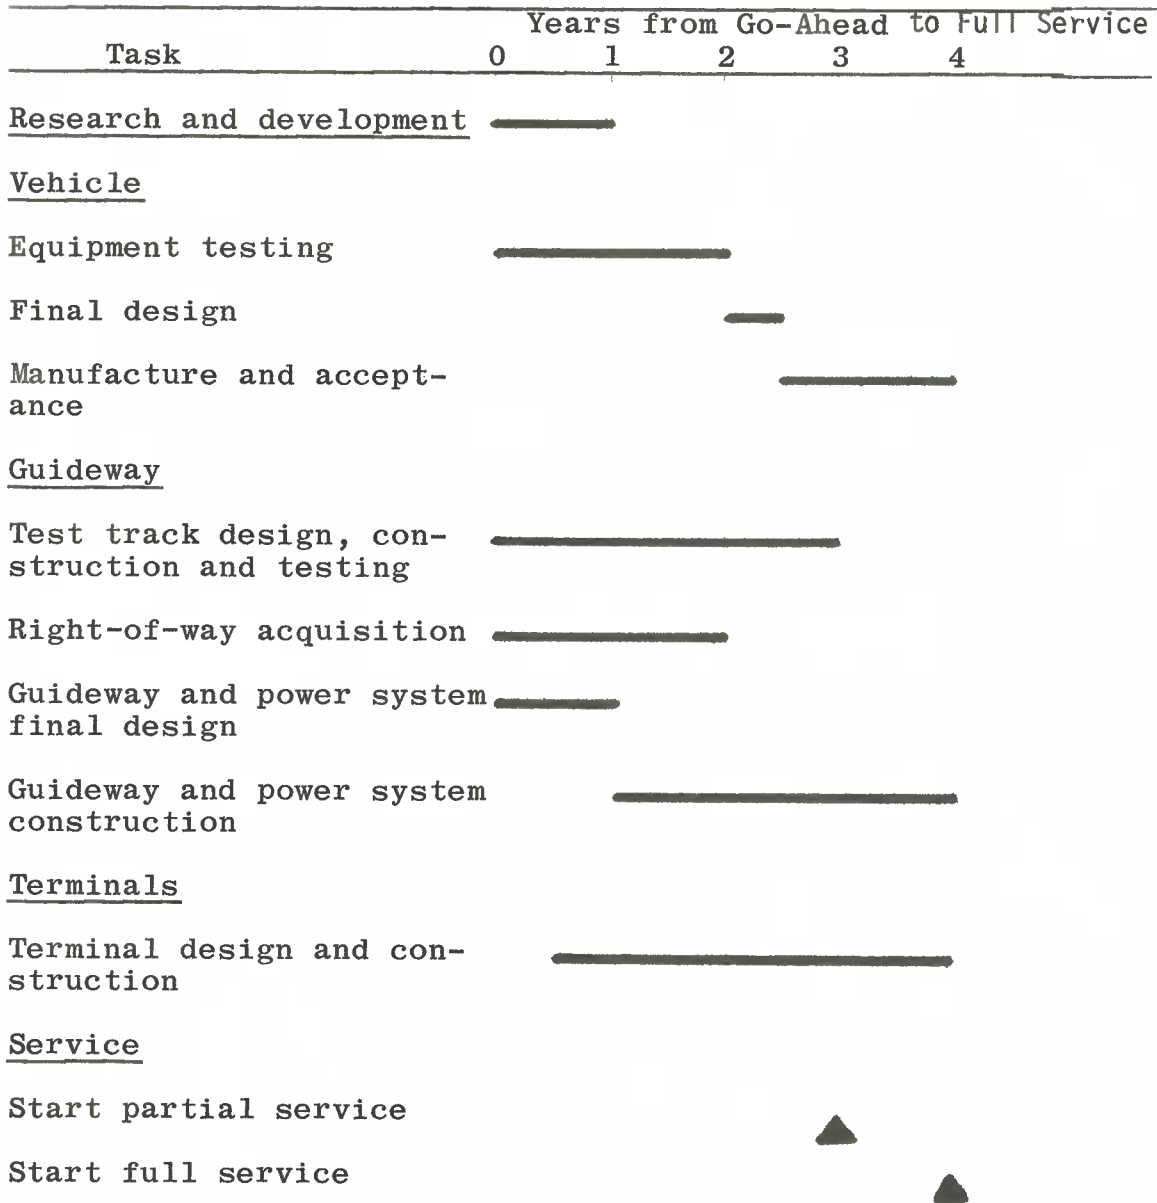 Years from Go-Ahead to Full Service
Task 0 1 2 3 4
Research and development
Vehicle
Equipment testing
Final design
Manufacture and accept-
ance
Guideway
Test track design, con-
struction and testing
Right-of-way acquisition
Guideway and power system
final design
Guideway and power system
construction
Terminals
Terminal design and con-
struction
Service
Start partial service
Start full service